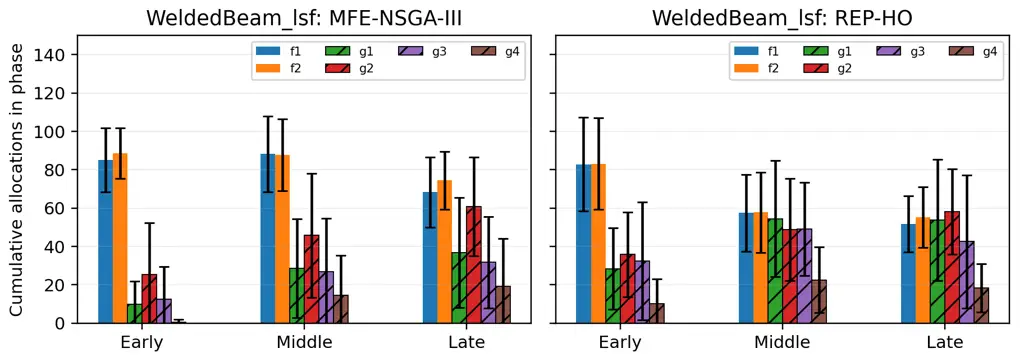 WeldedBeam_lsf: MFE-NSGA-III
Cumulative allocations in phase
140
120
100
80
60
40
20
0
f1 g1 g3 g4
f2 g2
Early Middle Late
WeldedBeam_lsf: REP-HO
f1 g1 g3 g4
f2 g2
Early Middle Late